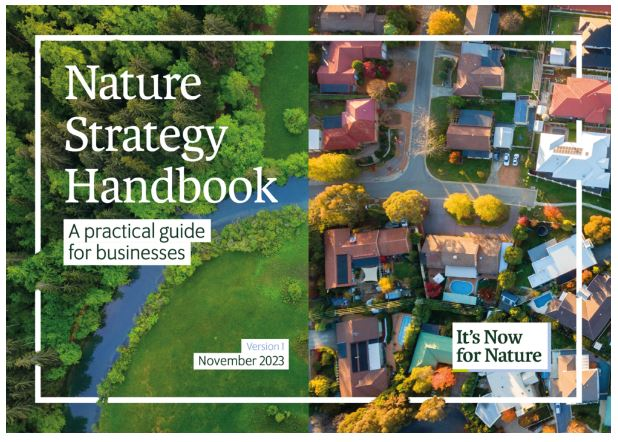 Nature
Strategy
Handbook
A practical guide
for businesses
Version 1
November 2023
It's Now
for Nature